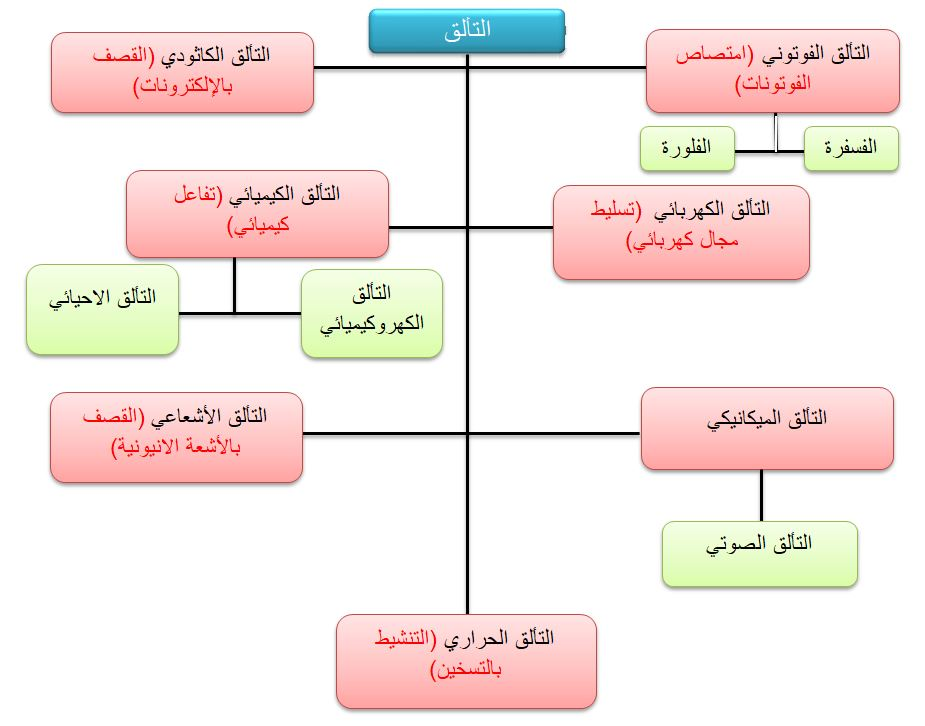 التألق
التألق الفوتوني (امتصاص
الفوتونات)
التألق الكاثودي (القصف
بالإلكترونات)
الفسفرة
الفلورة
التألق الكهربائي (تسليط
مجال كهربائي)
التألق الكيميائي (تفاعل
كيميائي)
التألق
الكهروكيميائي
التألق الاحيائي
التألق الميكانيكي
التألق الأشعاعي (القصف
بالأشعة الانيونية)
التألق الصوتي
التألق الحراري (التنشيط
بالتسخين)